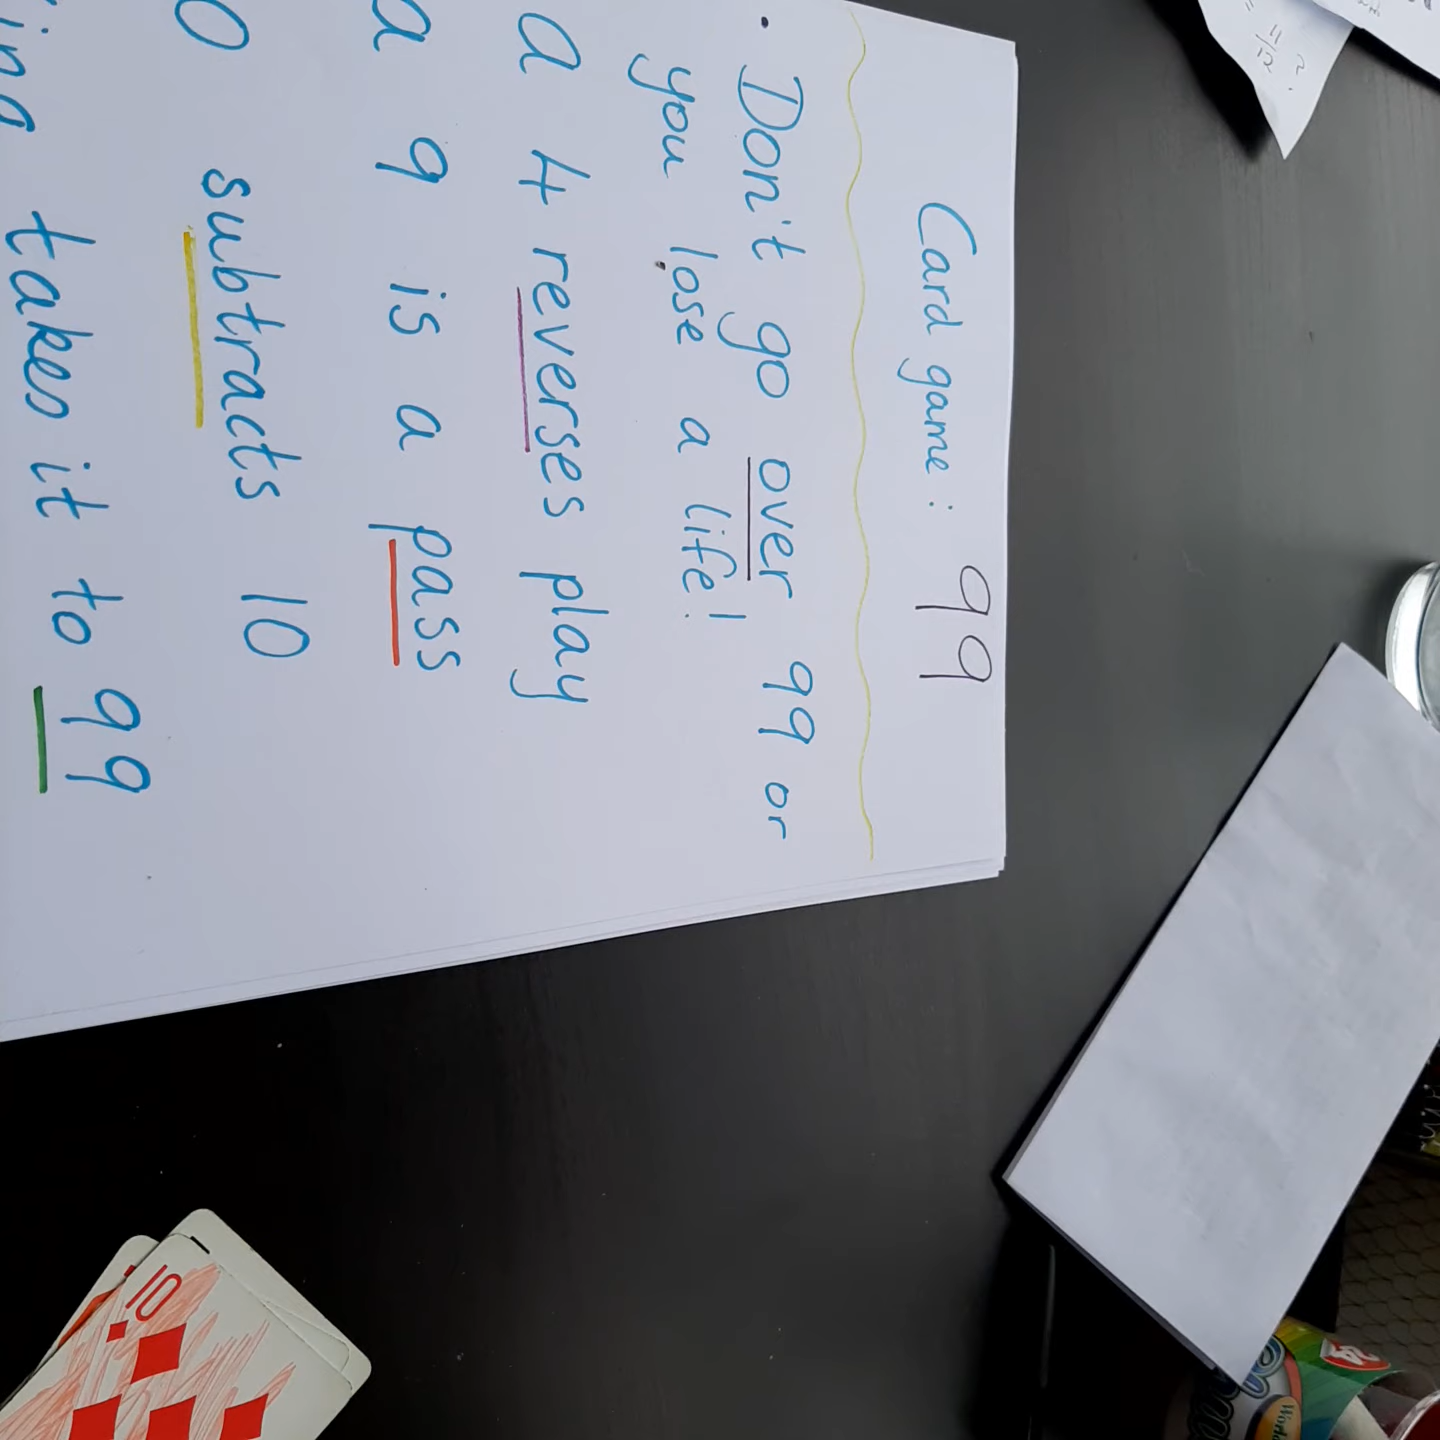 Card game: 99
• Don't go over 99 or
you lose a life!
a 4 reverses play
a 9 is a pass
subtracts 10
takes it to 99
10
24